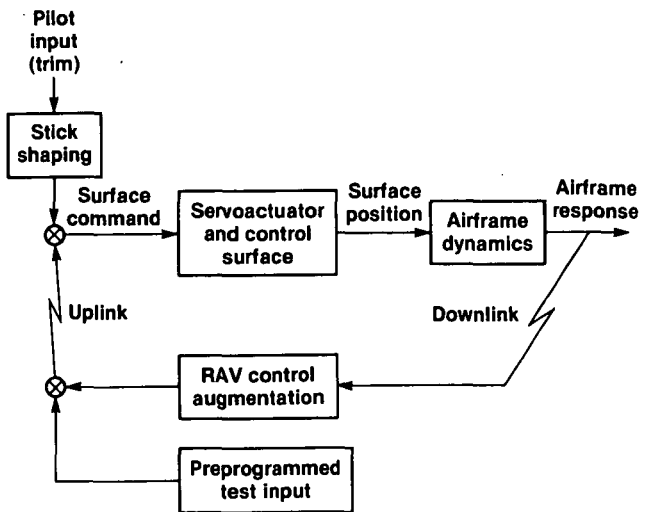 Pilot
input
(trim)
Stick
shaping
Surface
command
Servoactuator
and control
surface
Surface
position
Airframe
dynamics
Airframe
response
Uplink
Downlink
RAV control
augmentation
Preprogrammed
test input